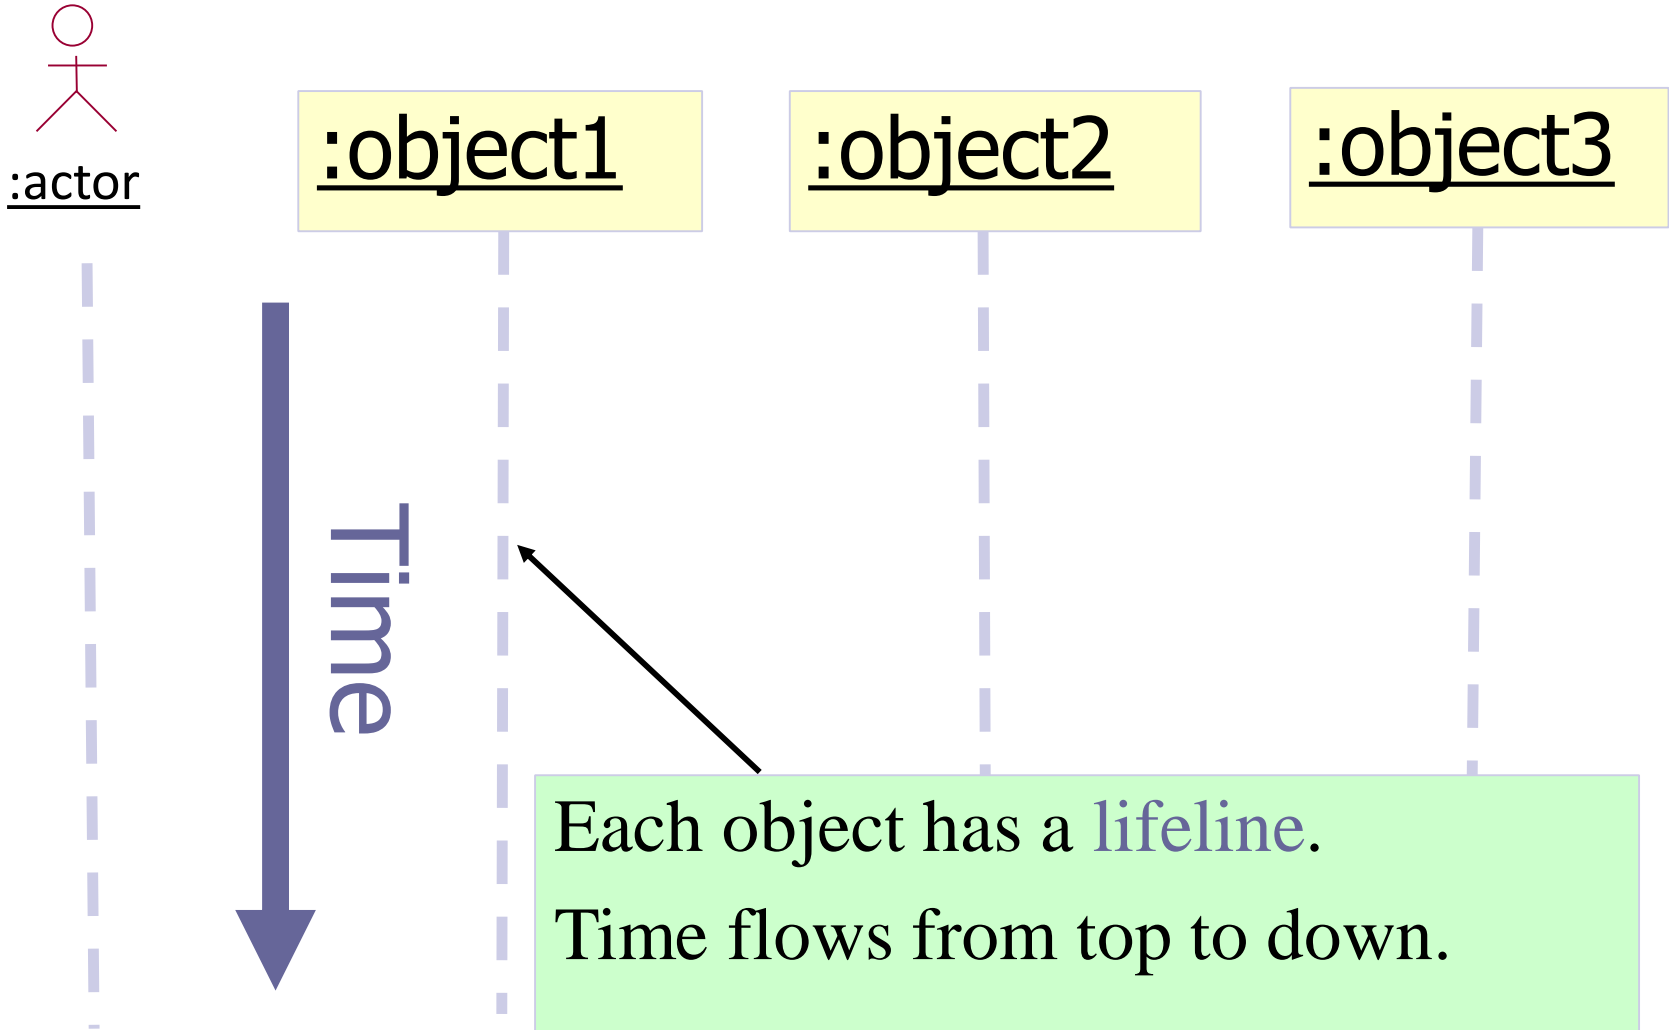 :actor
:object1
:object2
:object3
Time
Each object has a lifeline.
Time flows from top to down.